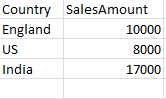 Country SalesAmount
England 10000
US 8000
India 17000